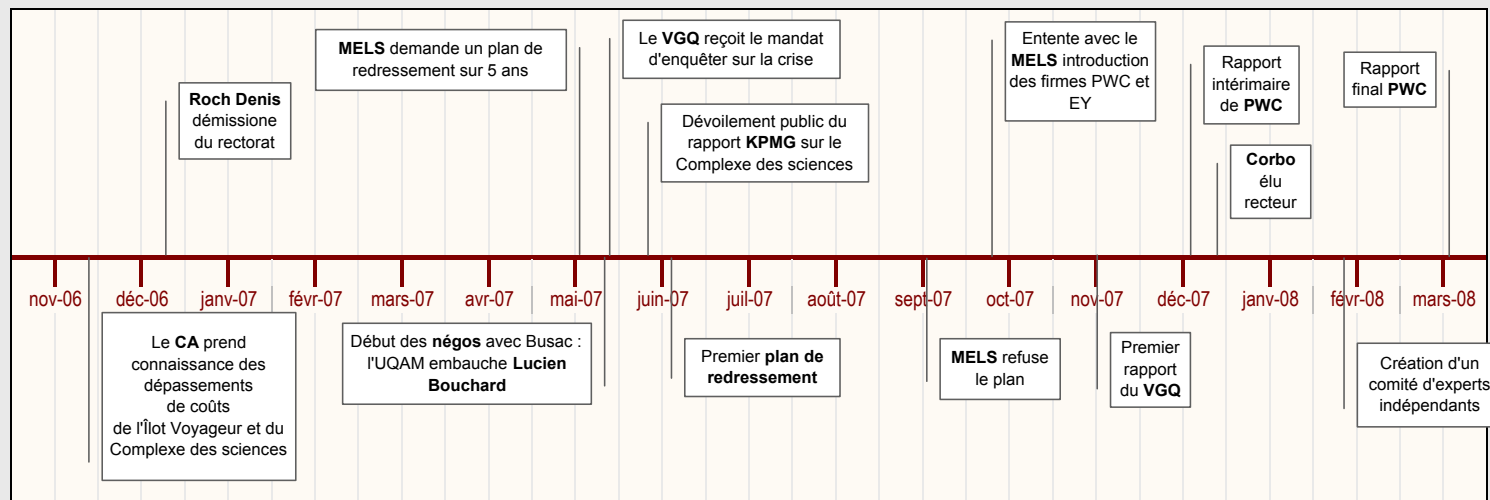 MELS demande un plan de
redressement sur 5 ans
Le VGQ reçoit le mandat
d'enquêter sur la crise
Entente avec le
MELS introduction
des firmes PWC et
EY
Rapport
intérimaire
de PWC
Rapport
final PWC
Roch Denis
démissione
du rectorat
Dévoilement public du
rapport KPMG sur le
Complexe des sciences
Corbo
élu
recteur
nov-06 déc-06 janv-07 févr-07 mars-07 avr-07 mai-07 juin-07 juil-07 août-07 sept-07 oct-07 nov-07 déc-07 janv-08 févr-08 mars-08
Le CA prend
connaissance des
dépassements
de coûts
de l'Îlot Voyageur et du
Complexe des sciences
Début des négos avec Busac :
l'UQAM embauche Lucien
Bouchard
Premier plan de
redressement
MELS refuse
le plan
Premier
rapport
du VGQ
Création d'un
comité d'experts
indépendants